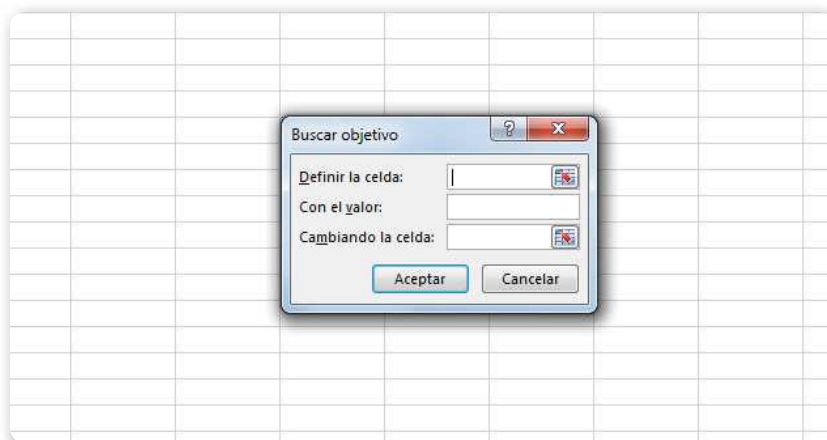 Buscar objetivo
Definir la celda:
Con el valor:
Cambiando la celda:
Aceptar Cancelar